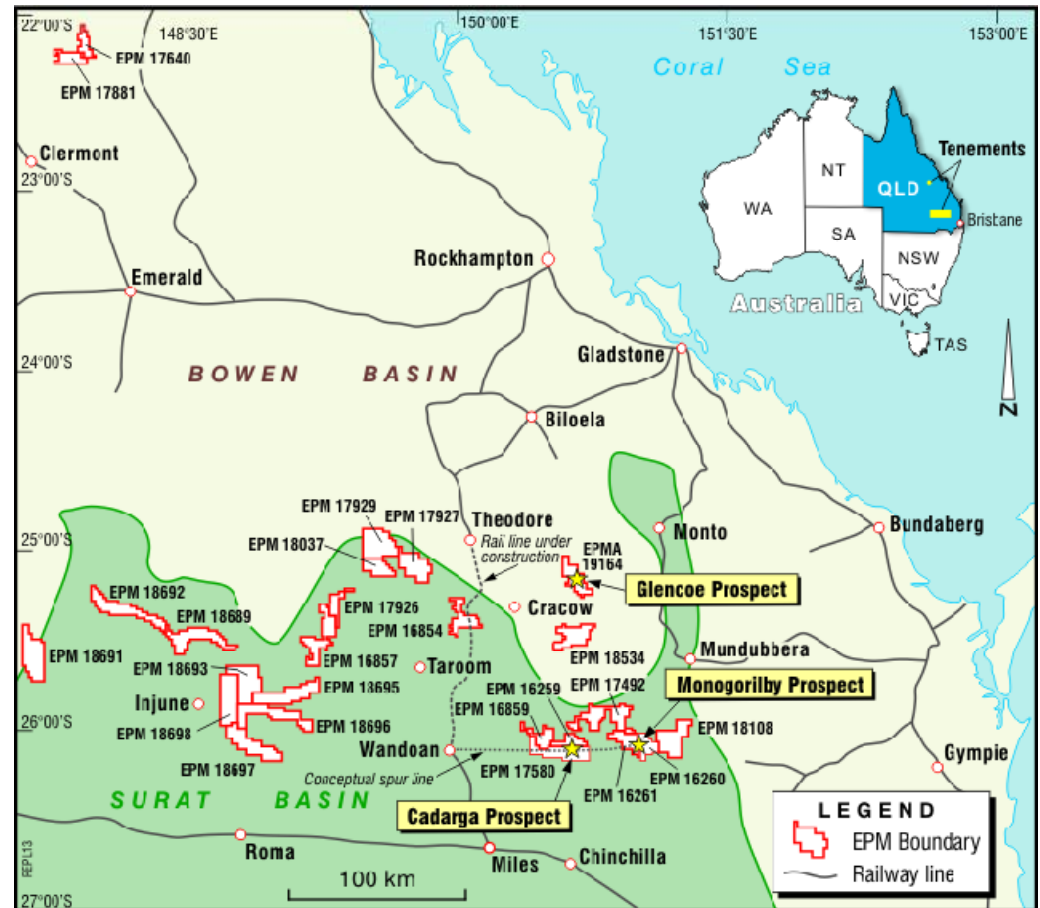 22°00'S
148°30'E
150°00'E
151°30'E
153°00'E
EPM 17640
EPM 17881
Coral Sea
Clermont
23°00'S
Tenements
NT
QLD
WA
Bristane
SA
NSW
VIC
Australia
TAS
Rockhampton
Emerald
24°00'S
Gladstone
N
BOWEN BASIN
Biloela
EPM 17929
EPM 17927
Theodore
Rail line under
construction
Nonto
Bundaberg
25°00'S
EPM 18037
EPMA
19164
Glencoe Prospect
EPM 18692
EPM 18689
EPN 17926
EPM 16854
Cracow
EPM 18691
EPM 18693
EPM 16857
Taroom
EPM 18534
Mundubbera
EPM 18695
EPM 16259
EPM 17492
Monogorilby Prospect
Injune
EPM 16859
26°00'S
EPM 18698
EPM 18696
EPM 18108
Wandoan
EPM 18697
EPM 17580
EPM 16260
Gympie
Conceptual spur line
EPM 16261
SURAT BASIN
Cadarga Prospect
LEGEND
EPM Boundary
Railway line
Roma
Miles
Chinchilla
100 km
FEPL13
27°00'S